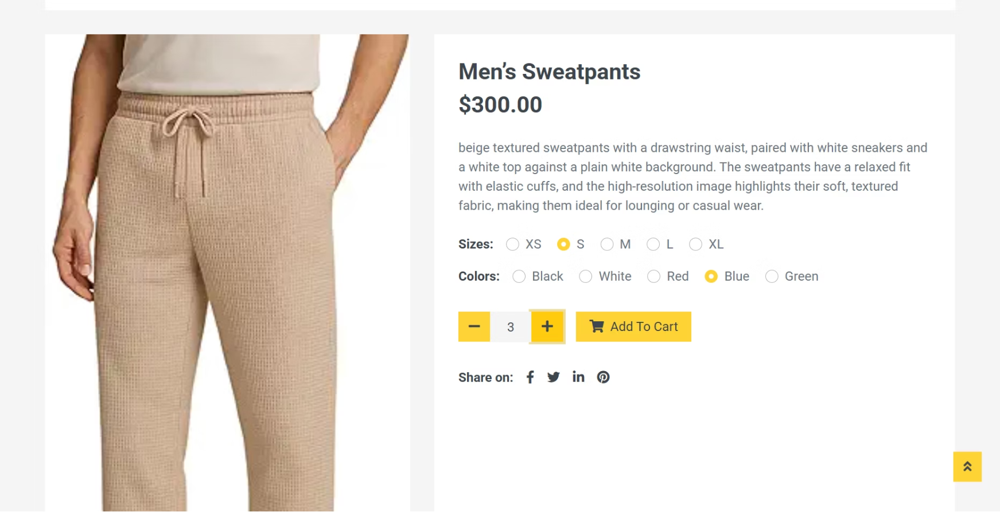 Men’s Sweatpants
$300.00
beige textured sweatpants with a drawstring waist, paired with white sneakers and
a white top against a plain white background. The sweatpants have a relaxed fit
with elastic cuffs, and the high-resolution image highlights their soft, textured
fabric, making them ideal for lounging or casual wear.
Sizes: XS S M L XL
Colors: Black White Red Blue Green
3 Add To Cart
Share on: